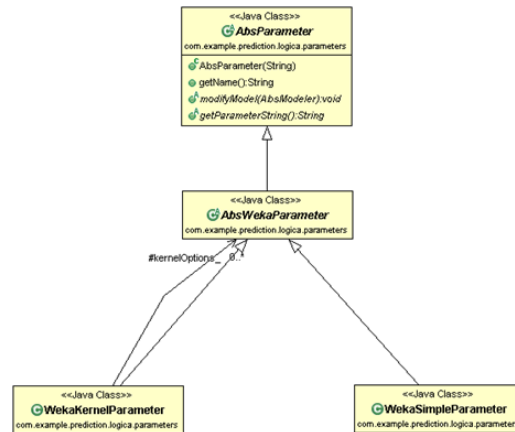 <<Java Class>>
AbsParameter
com.example.prediction.logica.parameters
AbsParameter(String)
getName():String
modifyModel(AbsModeler):void
getParameterString():String
<<Java Class>>
AbsWekaParameter
com.example.prediction.logica.parameters
#kernelOptions_ 0..*
<<Java Class>>
WekaKernelParameter
com.example.prediction.logica.parameters
<<Java Class>>
WekaSimpleParameter
com.example.prediction.logica.parameters